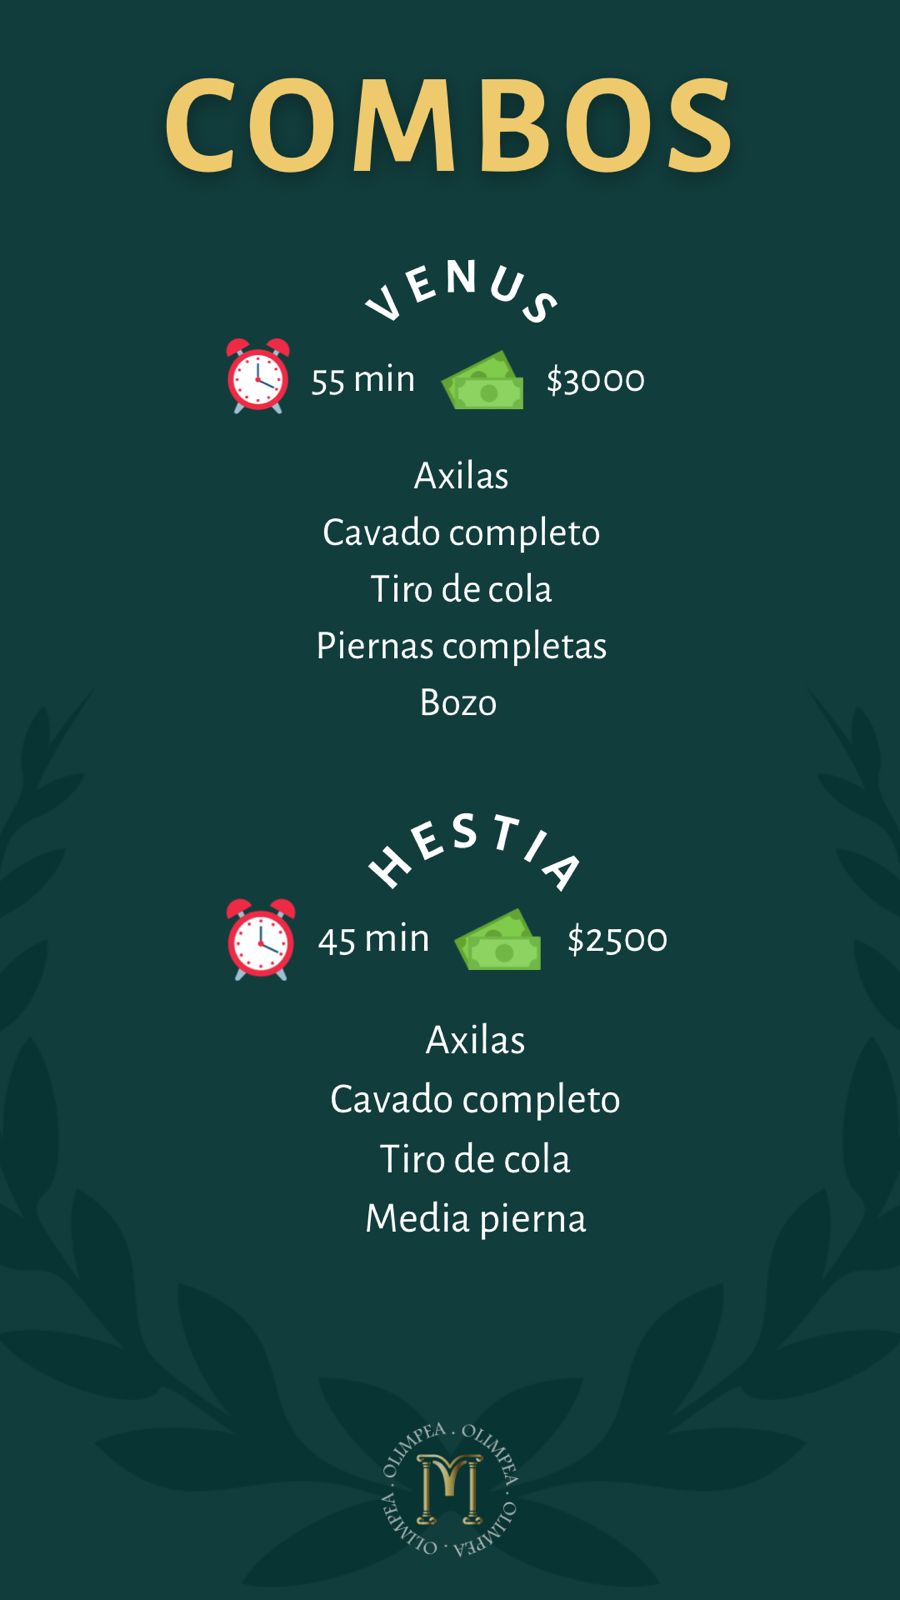 COMBOS
VENUS
55 min $3000
Axilas
Cavado completo
Tiro de cola
Piernas completas
Bozo
HESTIA
45 min $2500
Axilas
Cavado completo
Tiro de cola
Media pierna
OLIMPEA . OLIMPEA . OLIMPEA . OLIMPEA .
M